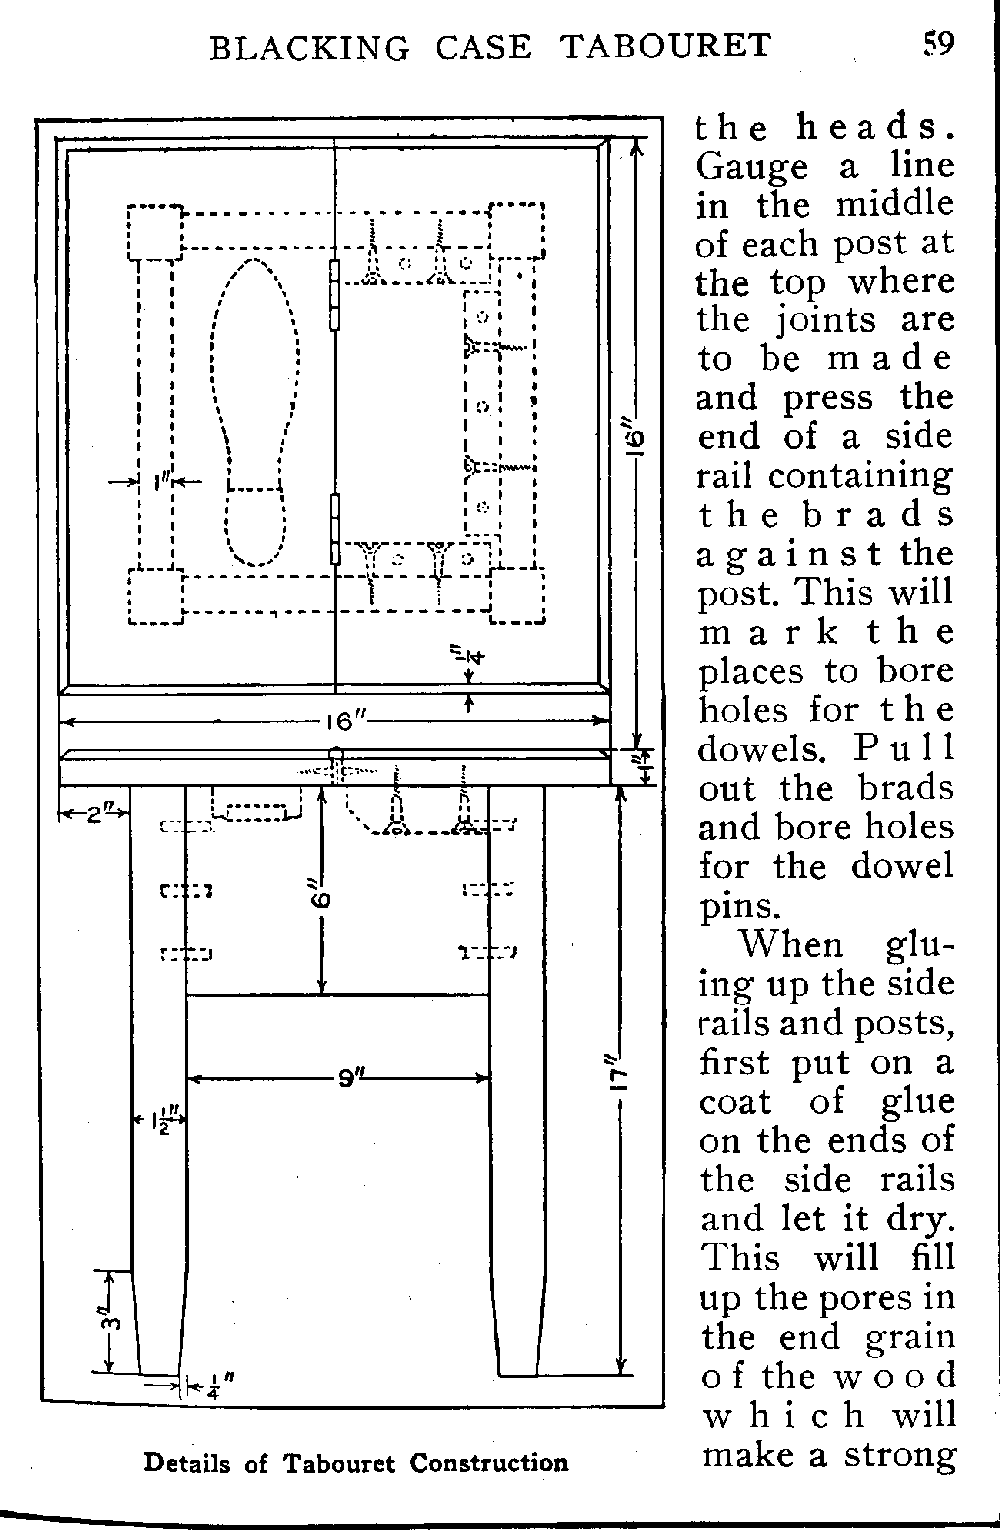 BLACKING CASE TABOURET 59
1"
16"
1/4"
16"
1"
2"
6"
9"
17"
1 1/2"
3"
1/4"
Details of Tabouret Construction
the heads.
Gauge a line
in the middle
of each post at
the top where
the joints are
to be made
and press the
end of a side
rail containing
the brads
against the
post. This will
mark the
places to bore
holes for the
dowels. Pull
out the brads
and bore holes
for the dowel
pins.
When glu-
ing up the side
rails and posts,
first put on a
coat of glue
on the ends of
the side rails
and let it dry.
This will fill
up the pores in
the end grain
of the wood
which will
make a strong